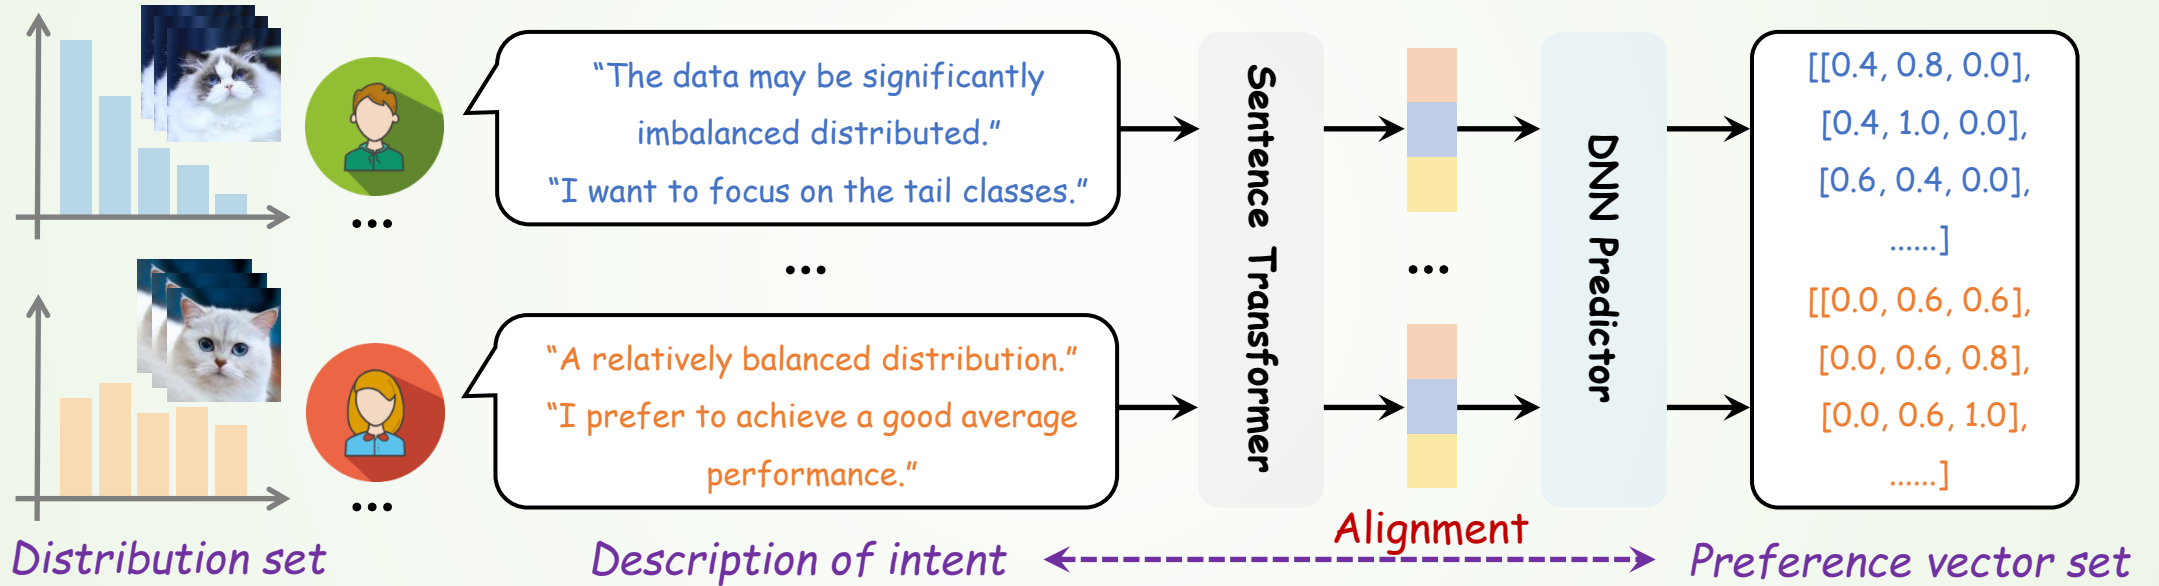 “The data may be significantly
imbalanced distributed.”
“I want to focus on the tail classes.”
...
...
“A relatively balanced distribution.”
“I prefer to achieve a good average
performance.”
...
Sentence Transformer
...
DNN Predictor
[[0.4, 0.8, 0.0],
[0.4, 1.0, 0.0],
[0.6, 0.4, 0.0],
......]
[[0.0, 0.6, 0.6],
[0.0, 0.6, 0.8],
[0.0, 0.6, 1.0],
......]
Alignment
Distribution set
Description of intent
Preference vector set